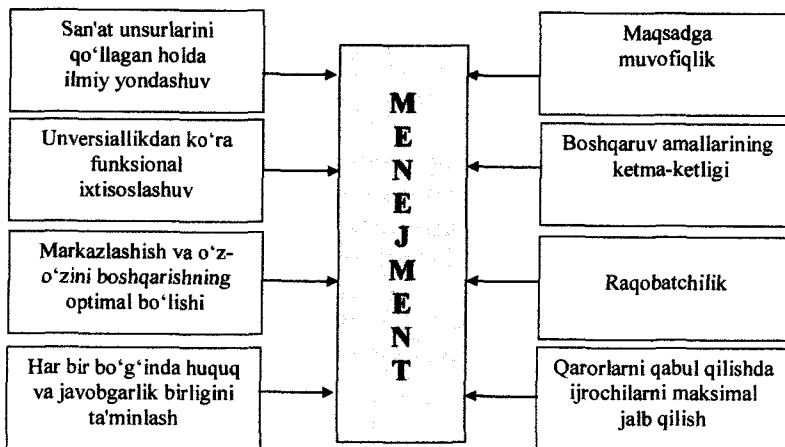 San'at unsurlarini
qo‘llagan holda
ilmiy yondashuv
Unversiallikdan ko‘ra
funksional
ixtisoslashuv
Markazlashish va o‘z-
o‘zini boshqarishning
optimal bo‘lishi
Har bir bo‘g‘inda huquq
va javobgarlik birligini
ta'minlash
M
E
N
E
J
M
E
N
T
Maqsadga
muvofiqlik
Boshqaruv amallarining
ketma-ketligi
Raqobatchilik
Qarorlarni qabul qilishda
ijrochilarni maksimal
jalb qilish